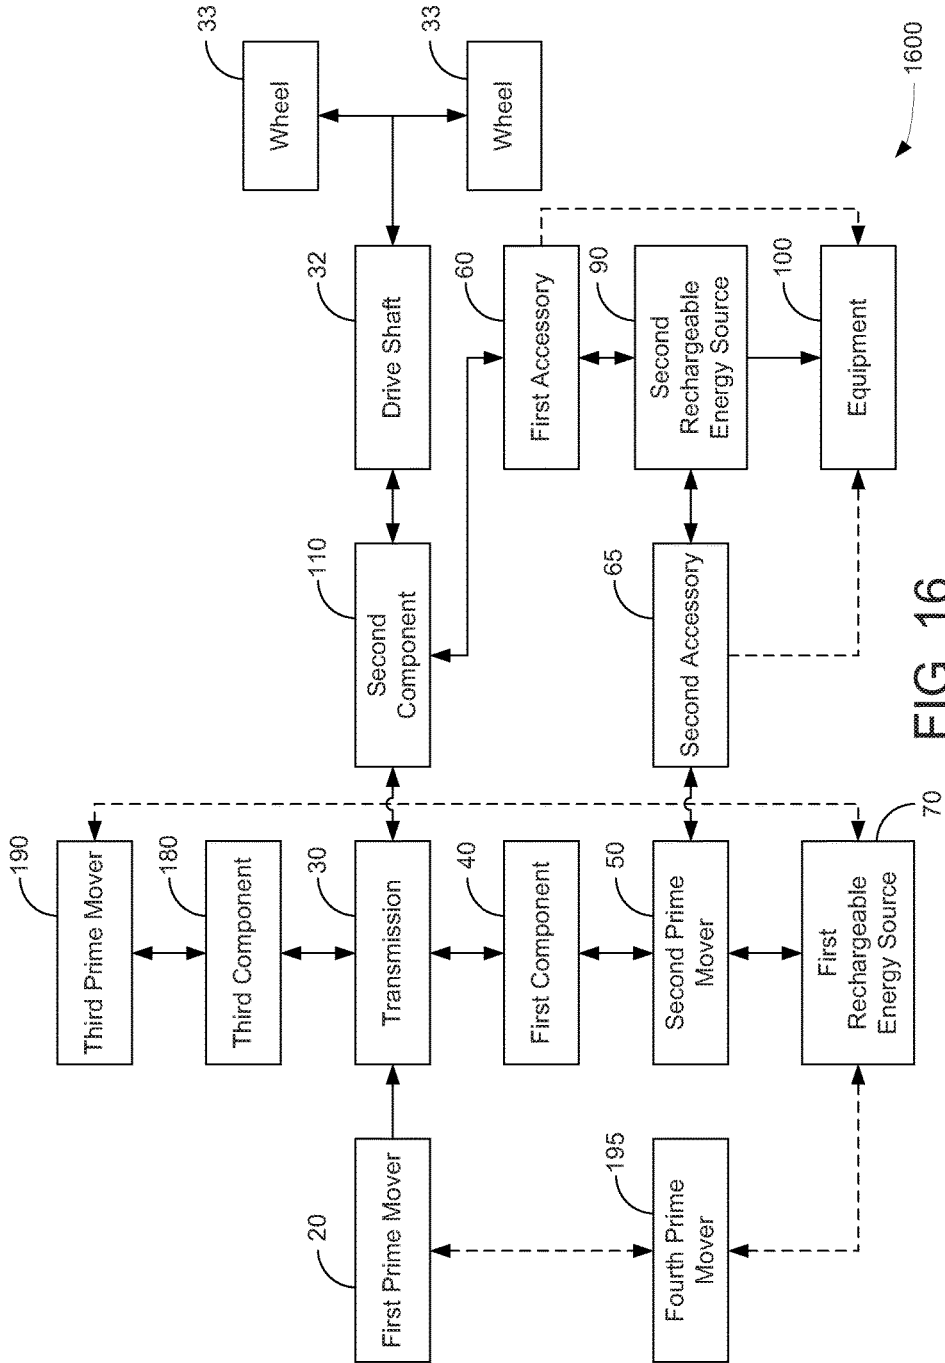 190
Third Prime Mover
180
Third Component
20
First Prime Mover
30
Transmission
110
Second
Component
32
Drive Shaft
33
Wheel
33
Wheel
40
First Component
60
First Accessory
195
Fourth Prime
Mover
50
Second Prime
Mover
65
Second Accessory
90
Second
Rechargeable
Energy Source
70
First
Rechargeable
Energy Source
100
Equipment
1600
FIG. 16